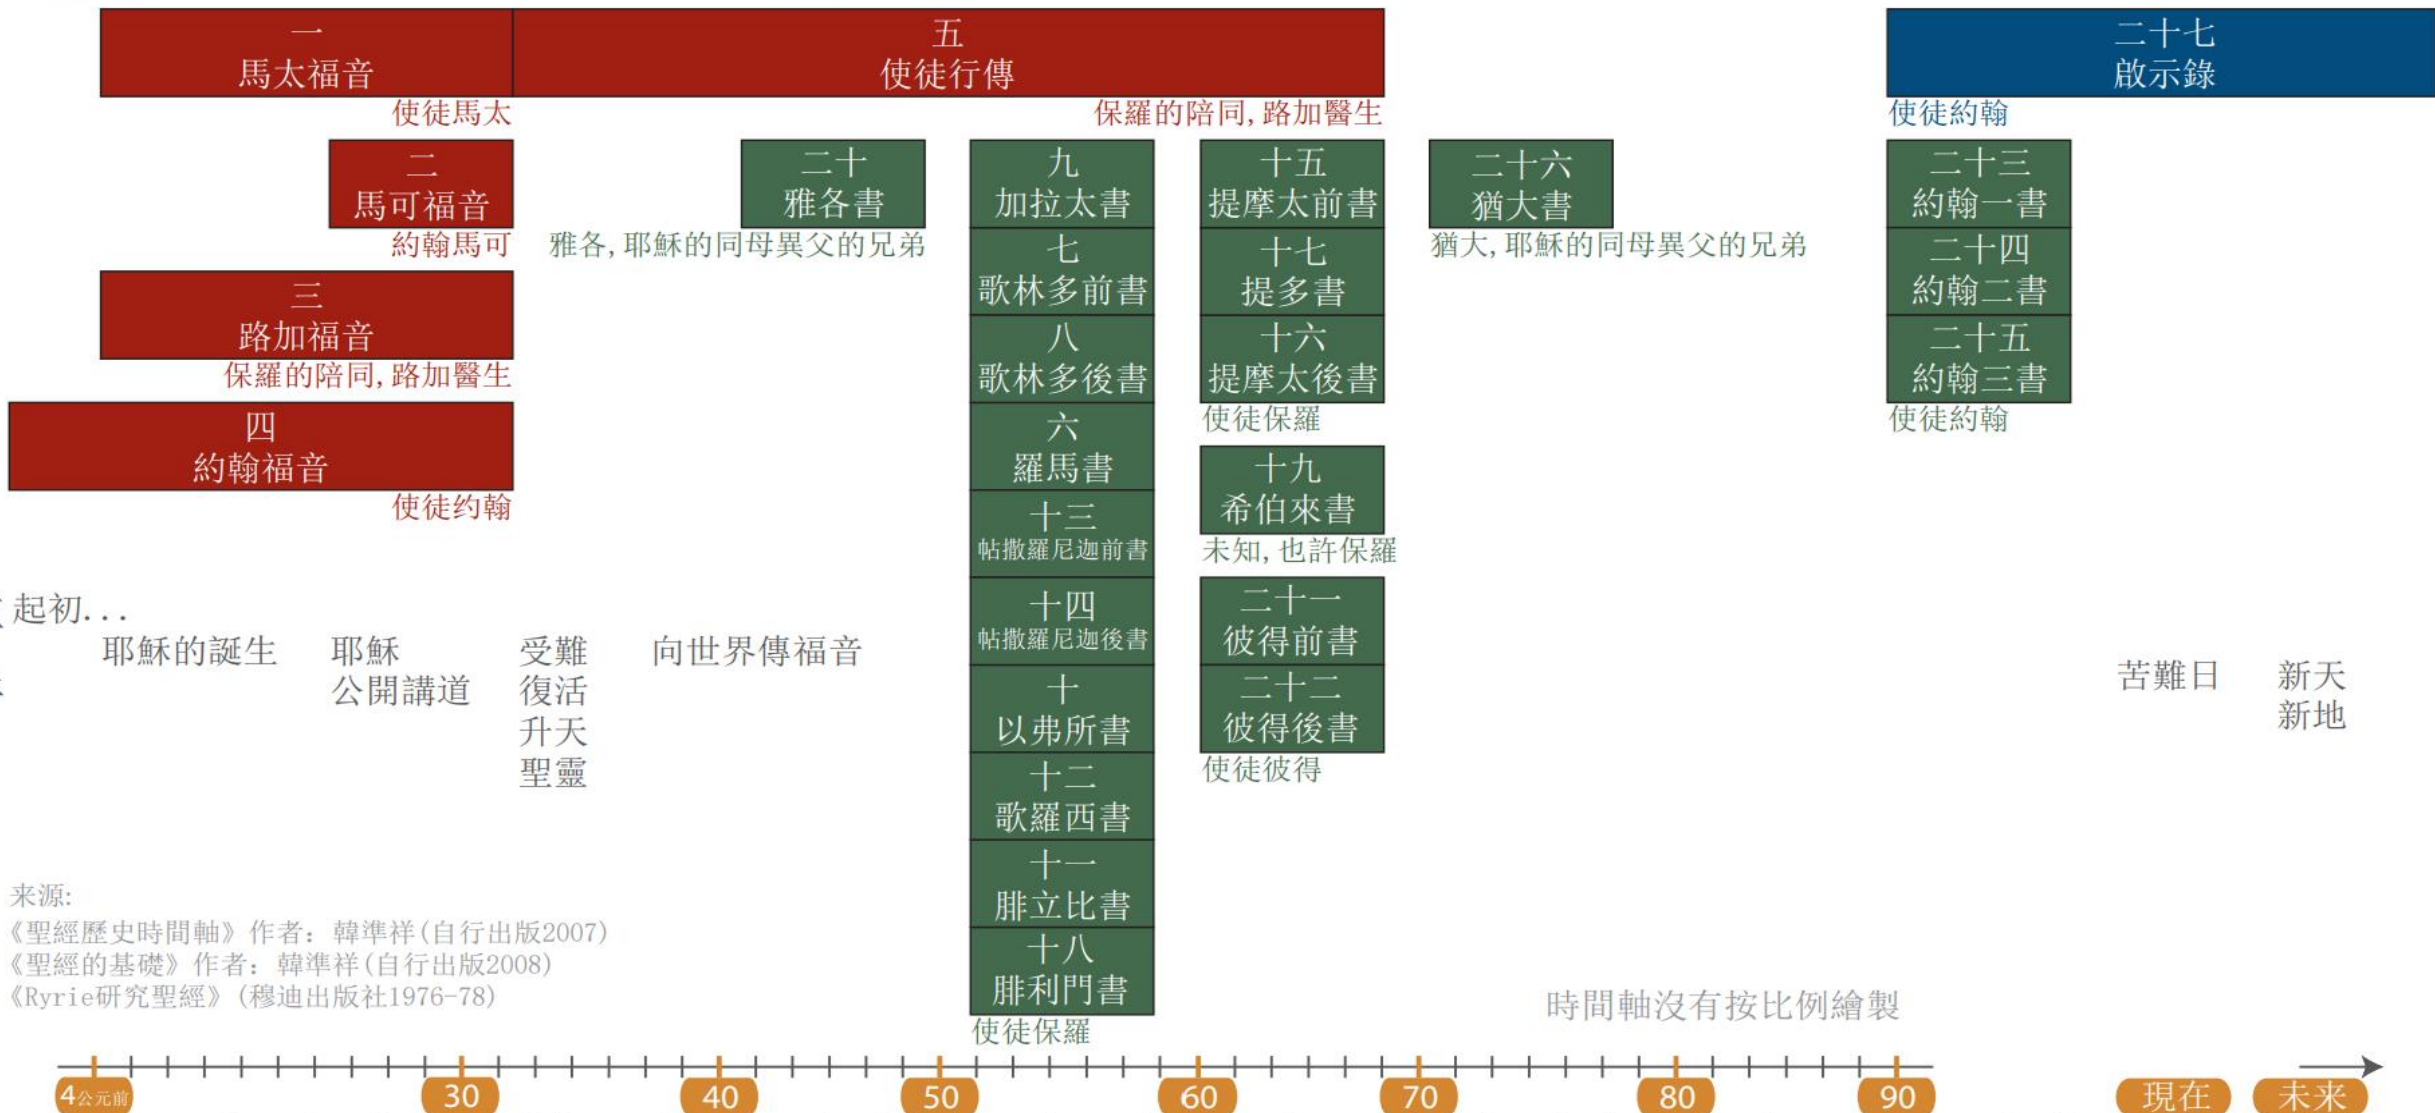 一
馬太福音
使徒馬太
二
馬可福音
約翰馬可
三
路加福音
保羅的陪同,路加醫生
四
約翰福音
使徒约翰
五
使徒行傳
保羅的陪同,路加醫生
二十
雅各書
雅各,耶穌的同母異父的兄弟
九
加拉太書
七
歌林多前書
八
歌林多後書
六
羅馬書
十三
帖撒羅尼迦前書
十四
帖撒羅尼迦後書
十
以弗所書
十二
歌羅西書
十一
腓立比書
十八
腓利門書
使徒保羅
十五
提摩太前書
十七
提多書
十六
提摩太後書
使徒保羅
十九
希伯來書
未知,也許保羅
二十一
彼得前書
二十二
彼得後書
使徒彼得
二十六
猶大書
猶大,耶穌的同母異父的兄弟
二十七
啟示錄
使徒約翰
二十三
約翰一書
二十四
約翰二書
二十五
約翰三書
使徒約翰
起初...
耶穌的誕生
耶穌
公開講道
受難
復活
升天
聖靈
向世界傳福音
苦難日
新天
新地
来源:
《聖經歷史時間軸》作者: 韓準祥(自行出版2007)
《聖經的基礎》作者: 韓準祥(自行出版2008)
《Ryrie研究聖經》(穆迪出版社1976-78)
時間軸沒有按比例繪製
4公元前 30 40 50 60 70 80 90 現在 未来